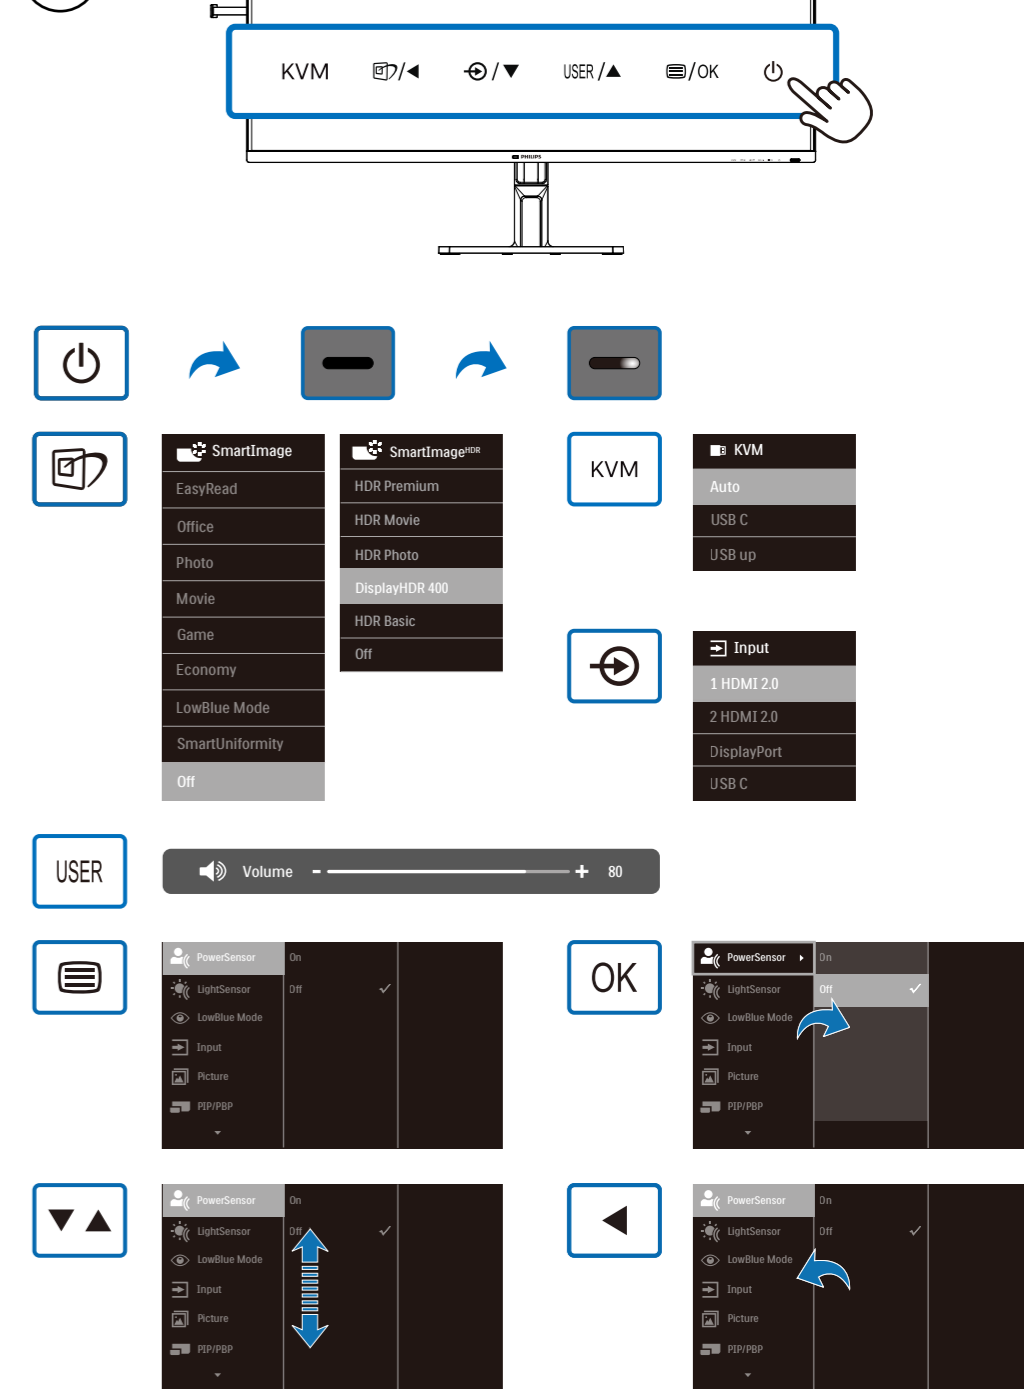 KVM /◀ /▼ USER /▲ /OK
PHILIPS
SmartImage
EasyRead
Office
Photo
Movie
Game
Economy
LowBlue Mode
SmartUniformity
Off
SmartImageHDR
HDR Premium
HDR Movie
HDR Photo
DisplayHDR 400
HDR Basic
Off
KVM
KVM
Auto
USB C
USB up
Input
1 HDMI 2.0
2 HDMI 2.0
DisplayPort
USB C
USER
Volume - + 80
PowerSensor On
LightSensor Off ✓
LowBlue Mode
Input
Picture
PIP/PBP
OK
PowerSensor On
LightSensor Off ✓
LowBlue Mode
Input
Picture
PIP/PBP
▼ ▲
PowerSensor On
LightSensor Off ✓
LowBlue Mode
Input
Picture
PIP/PBP
◀
PowerSensor On
LightSensor Off ✓
LowBlue Mode
Input
Picture
PIP/PBP